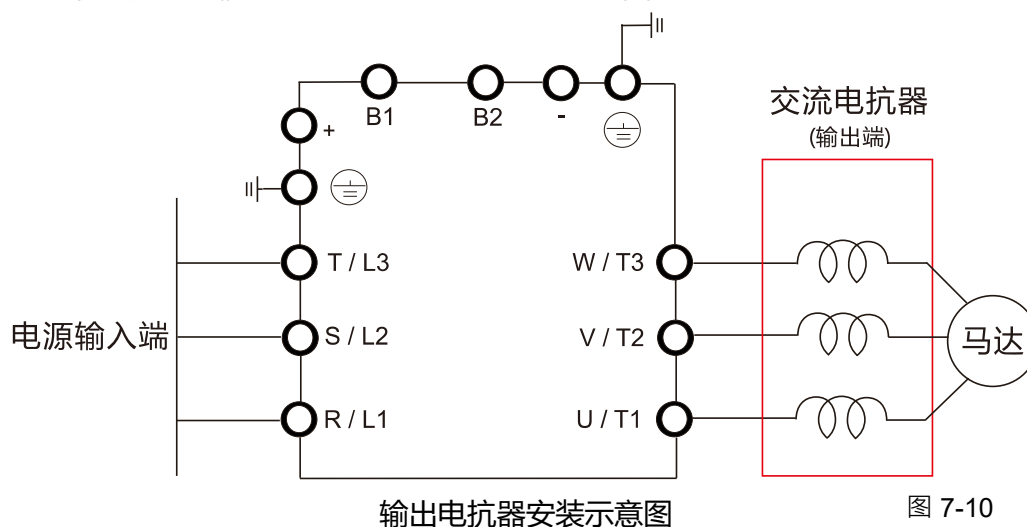 B1
B2
-
+
交流电抗器
(输出端)
T / L3
W / T3
电源输入端
S / L2
V / T2
马达
R / L1
U / T1
输出电抗器安装示意图
图 7-10